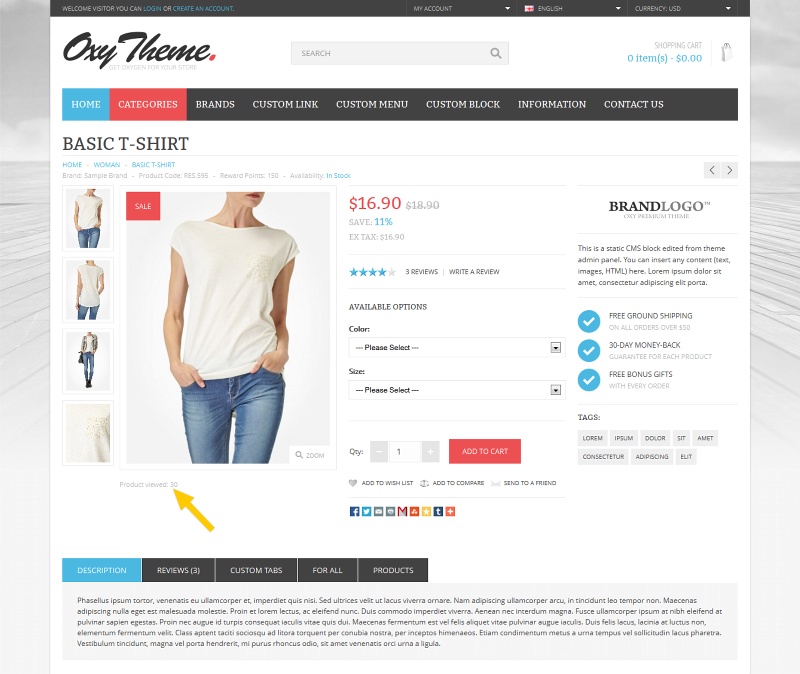 WELCOME VISITOR YOU CAN LOGIN OR CREATE AN ACCOUNT.
MY ACCOUNT
ENGLISH
CURRENCY: USD
Oxy Theme.
GET OXYGEN FOR YOUR STORE
SEARCH
SHOPPING CART
0 item(s) - $0.00
HOME CATEGORIES BRANDS CUSTOM LINK CUSTOM MENU CUSTOM BLOCK INFORMATION CONTACT US
BASIC T-SHIRT
HOME - WOMAN - BASIC T-SHIRT
Brand: Sample Brand - Product Code: RES.595 - Reward Points: 150 - Availability: In Stock
SALE
ZOOM
Product viewed: 30
$16.90 $18.90
SAVE: 11%
EX TAX: $16.90
3 REVIEWS | WRITE A REVIEW
AVAILABLE OPTIONS
Color:
--- Please Select ---
Size:
--- Please Select ---
Qty: − 1 + ADD TO CART
ADD TO WISH LIST ADD TO COMPARE SEND TO A FRIEND
BRANDLOGO™
OXY PREMIUM THEME
This is a static CMS block edited from theme
admin panel. You can insert any content (text,
images, HTML) here. Lorem ipsum dolor sit
amet, consectetur adipiscing elit porta.
FREE GROUND SHIPPING
ON ALL ORDERS OVER $50
30-DAY MONEY-BACK
GUARANTEE FOR EACH PRODUCT
FREE BONUS GIFTS
WITH EVERY ORDER
TAGS:
LOREM IPSUM DOLOR SIT AMET
CONSECTETUR ADIPISCING ELIT
DESCRIPTION REVIEWS (3) CUSTOM TABS FOR ALL PRODUCTS
Phasellus ipsum tortor, venenatis eu ullamcorper et, imperdiet quis nisi. Sed ultrices velit ut lacus viverra ornare. Nam adipiscing ullamcorper arcu, in tincidunt leo tempor non. Maecenas
adipiscing nulla eget est malesuada molestie. Proin et lorem lectus, ac eleifend nunc. Duis commodo imperdiet viverra. Aenean nec interdum magna. Fusce ullamcorper ipsum at nibh eleifend at
pulvinar sapien egestas. Proin nec augue id turpis consequat iaculis vitae quis dui. Maecenas fermentum est vel felis aliquet vitae pulvinar augue iaculis. Duis felis lacus, lacinia at luctus non,
elementum fermentum velit. Class aptent taciti sociosqu ad litora torquent per conubia nostra, per inceptos himenaeos. Etiam condimentum metus a urna tempus vel sollicitudin lacus pharetra.
Vestibulum tincidunt, magna vel porta hendrerit, mi purus rhoncus odio, sit amet venenatis orci urna a ligula.